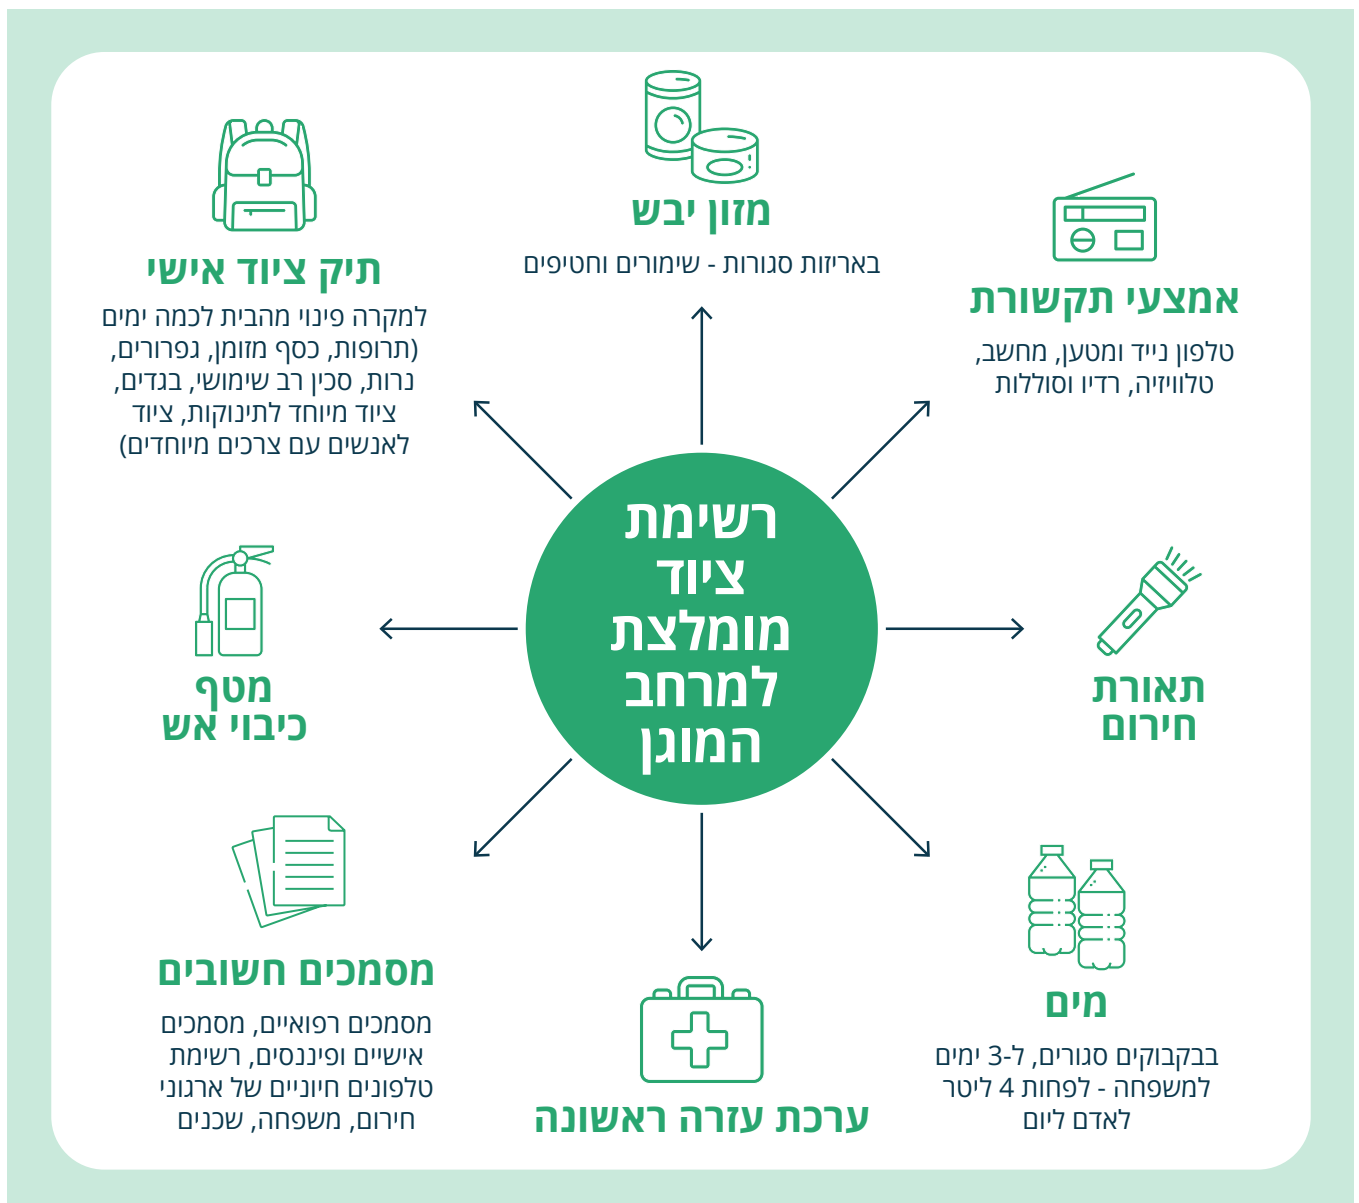 רשימת
ציוד
מומלצת
למרחב
המוגן
מזון יבש
באריזות סגורות - שימורים וחטיפים
אמצעי תקשורת
טלפון נייד ומטען, מחשב,
טלוויזיה, רדיו וסוללות
תאורת
חירום
מים
בבקבוקים סגורים, ל-3 ימים
למשפחה - לפחות 4 ליטר
לאדם ליום
ערכת עזרה ראשונה
מסמכים חשובים
מסמכים רפואיים, מסמכים
אישיים ופיננסים, רשימת
טלפונים חיוניים של ארגוני
חירום, משפחה, שכנים
מטף
כיבוי אש
תיק ציוד אישי
למקרה פינוי מהבית לכמה ימים
(תרופות, כסף מזומן, גפרורים,
נרות, סכין רב שימושי, בגדים,
ציוד מיוחד לתינוקות, ציוד
לאנשים עם צרכים מיוחדים)